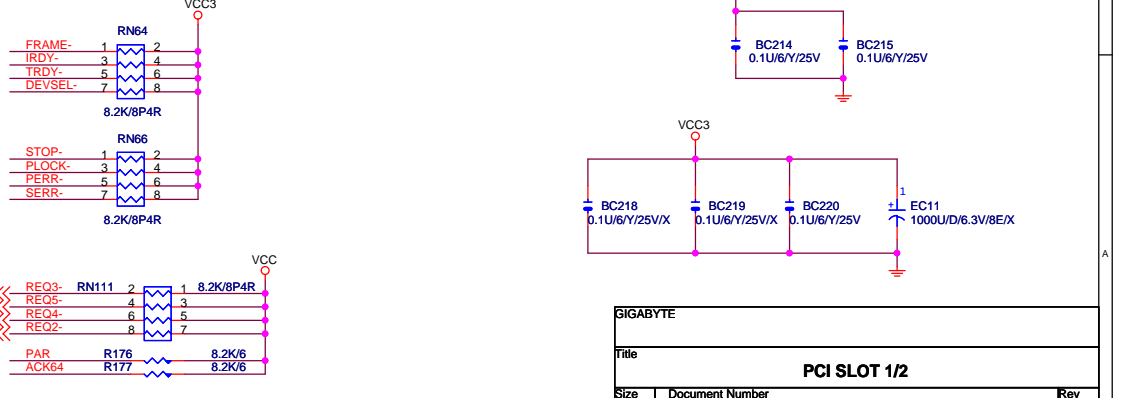 VCC3
RN64
FRAME- 1 2
IRDY- 3 4
TRDY- 5 6
DEVSEL- 7 8
8.2K/8P4R
RN66
STOP- 1 2
PLOCK- 3 4
PERR- 5 6
SERR- 7 8
8.2K/8P4R
VCC
REQ3- RN111 2 1 8.2K/8P4R
REQ5- 4 3
REQ4- 6 5
REQ2- 8 7
PAR R176 8.2K/6
ACK64 R177 8.2K/6
BC214 BC215
0.1U/6/Y/25V 0.1U/6/Y/25V
VCC3
1
+
BC218 BC219 BC220 EC11
0.1U/6/Y/25V/X 0.1U/6/Y/25V/X 0.1U/6/Y/25V 1000U/D/6.3V/8E/X
A
GIGABYTE
Title
PCI SLOT 1/2
Size Document Number Rev